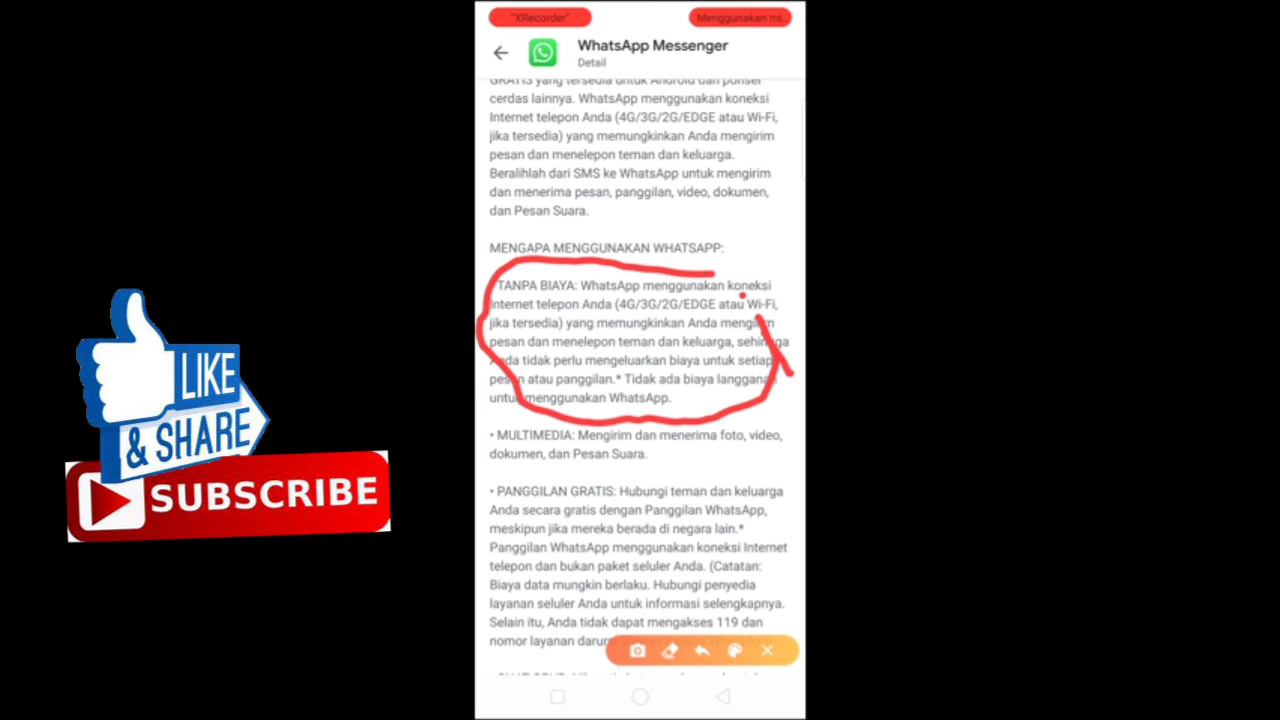 "XRecorder"
Menggunakan mi..
WhatsApp Messenger
Detail
GRATIS yang tersedia untuk Android dan ponsel
cerdas lainnya. WhatsApp menggunakan koneksi
Internet telepon Anda (4G/3G/2G/EDGE atau Wi-Fi,
jika tersedia) yang memungkinkan Anda mengirim
pesan dan menelepon teman dan keluarga.
Beralihlah dari SMS ke WhatsApp untuk mengirim
dan menerima pesan, panggilan, video, dokumen,
dan Pesan Suara.
MENGAPA MENGGUNAKAN WHATSAPP:
TANPA BIAYA: WhatsApp menggunakan koneksi
Internet telepon Anda (4G/3G/2G/EDGE atau Wi-Fi,
jika tersedia) yang memungkinkan Anda mengirim
pesan dan menelepon teman dan keluarga, sehingga
Anda tidak perlu mengeluarkan biaya untuk setiap
pesan atau panggilan.* Tidak ada biaya langganan
untuk menggunakan WhatsApp.
• MULTIMEDIA: Mengirim dan menerima foto, video,
dokumen, dan Pesan Suara.
• PANGGILAN GRATIS: Hubungi teman dan keluarga
Anda secara gratis dengan Panggilan WhatsApp,
meskipun jika mereka berada di negara lain.*
Panggilan WhatsApp menggunakan koneksi Internet
telepon dan bukan paket seluler Anda. (Catatan:
Biaya data mungkin berlaku. Hubungi penyedia
layanan seluler Anda untuk informasi selengkapnya.
Selain itu, Anda tidak dapat mengakses 119 dan
nomor layanan darurat
LIKE
& SHARE
SUBSCRIBE